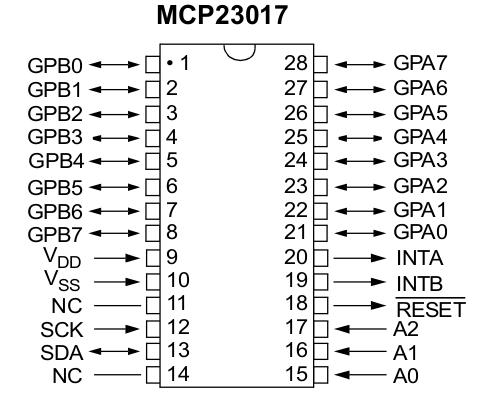 MCP23017
GPB0 1 28 GPA7
GPB1 2 27 GPA6
GPB2 3 26 GPA5
GPB3 4 25 GPA4
GPB4 5 24 GPA3
GPB5 6 23 GPA2
GPB6 7 22 GPA1
GPB7 8 21 GPA0
VDD 9 20 INTA
VSS 10 19 INTB
NC 11 18 RESET
SCK 12 17 A2
SDA 13 16 A1
NC 14 15 A0